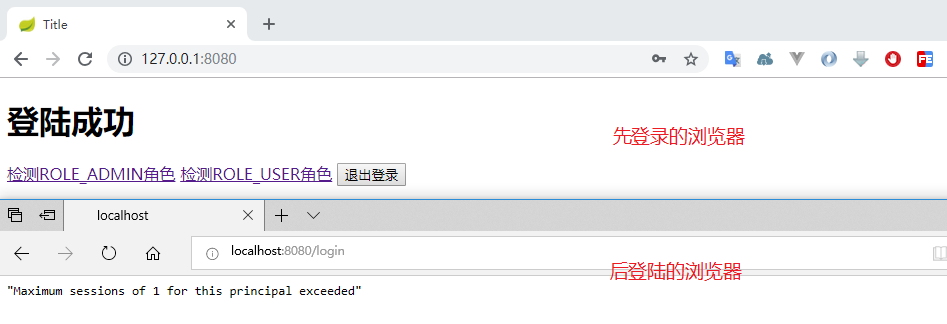 Title
127.0.0.1:8080
登陆成功
先登录的浏览器
检测ROLE_ADMIN角色 检测ROLE_USER角色 退出登录
localhost
localhost:8080/login
后登陆的浏览器
"Maximum sessions of 1 for this principal exceeded"